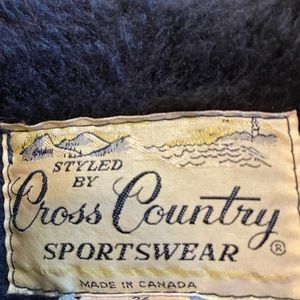 STYLED
BY
Cross Country
SPORTSWEAR ®
MADE IN CANADA